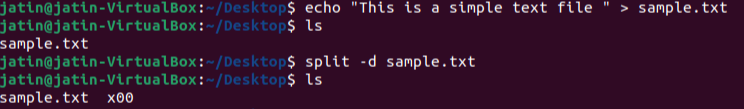 jatin@jatin-VirtualBox:~/Desktop$ echo "This is a simple text file " > sample.txt
jatin@jatin-VirtualBox:~/Desktop$ ls
sample.txt
jatin@jatin-VirtualBox:~/Desktop$ split -d sample.txt
jatin@jatin-VirtualBox:~/Desktop$ ls
sample.txt  x00